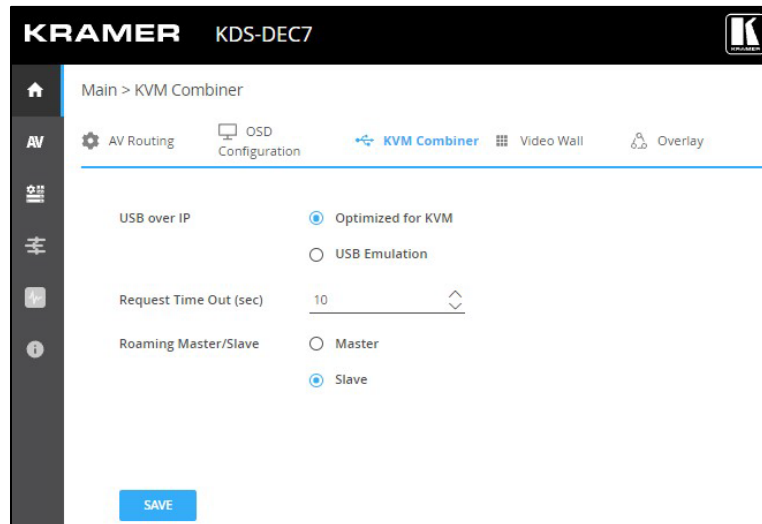 KRAMER KDS-DEC7
KRAMER
Main > KVM Combiner
AV
AV Routing
OSD
Configuration
KVM Combiner
Video Wall
Overlay
USB over IP
Optimized for KVM
USB Emulation
Request Time Out (sec)
10
Roaming Master/Slave
Master
Slave
SAVE